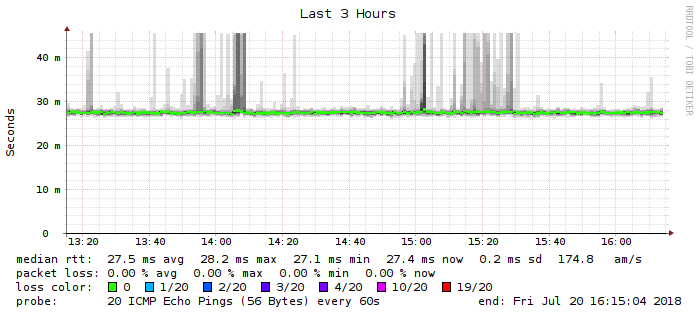 Last 3 Hours
RRDTOOL / TOBI OETIKER
Seconds
40 m
30 m
20 m
10 m
0
13:20 13:40 14:00 14:20 14:40 15:00 15:20 15:40 16:00
median rtt: 27.5 ms avg 28.2 ms max 27.1 ms min 27.4 ms now 0.2 ms sd 174.8 am/s
packet loss: 0.00 % avg 0.00 % max 0.00 % min 0.00 % now
loss color: 0 1/20 2/20 3/20 4/20 10/20 19/20
probe: 20 ICMP Echo Pings (56 Bytes) every 60s end: Fri Jul 20 16:15:04 2018